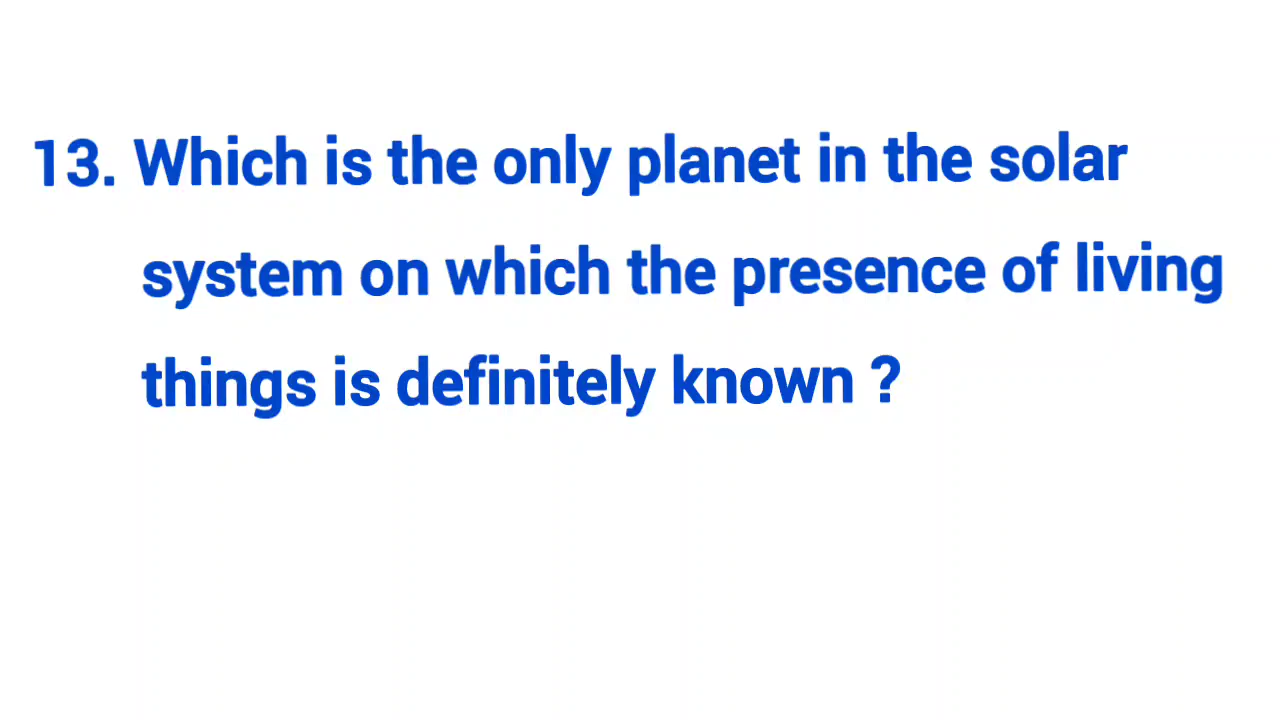 13. Which is the only planet in the solar
system on which the presence of living
things is definitely known ?